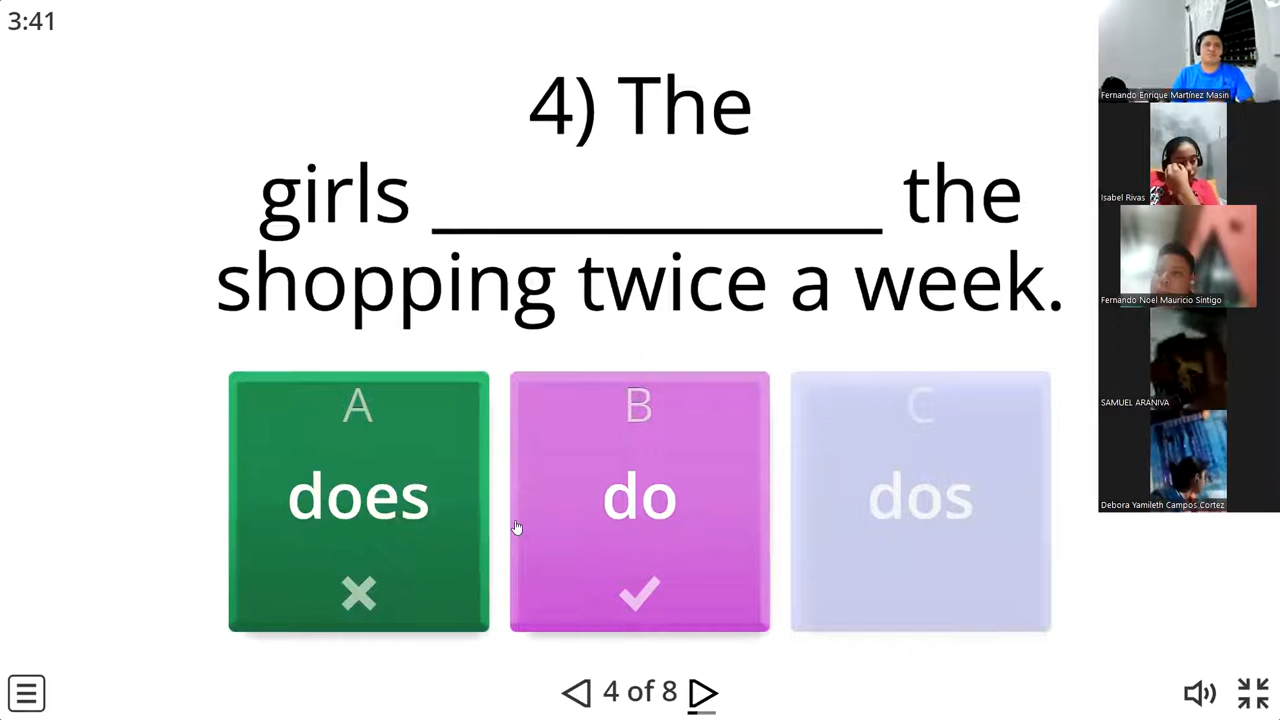 3:41
4) The
girls ____________ the
shopping twice a week.
A
does
B
do
C
dos
4 of 8
Fernando Enrique Martínez Masin
Isabel Rivas
Fernando Noel Mauricio Sintigo
SAMUEL ARANIVA
Debora Yamileth Campos Cortez